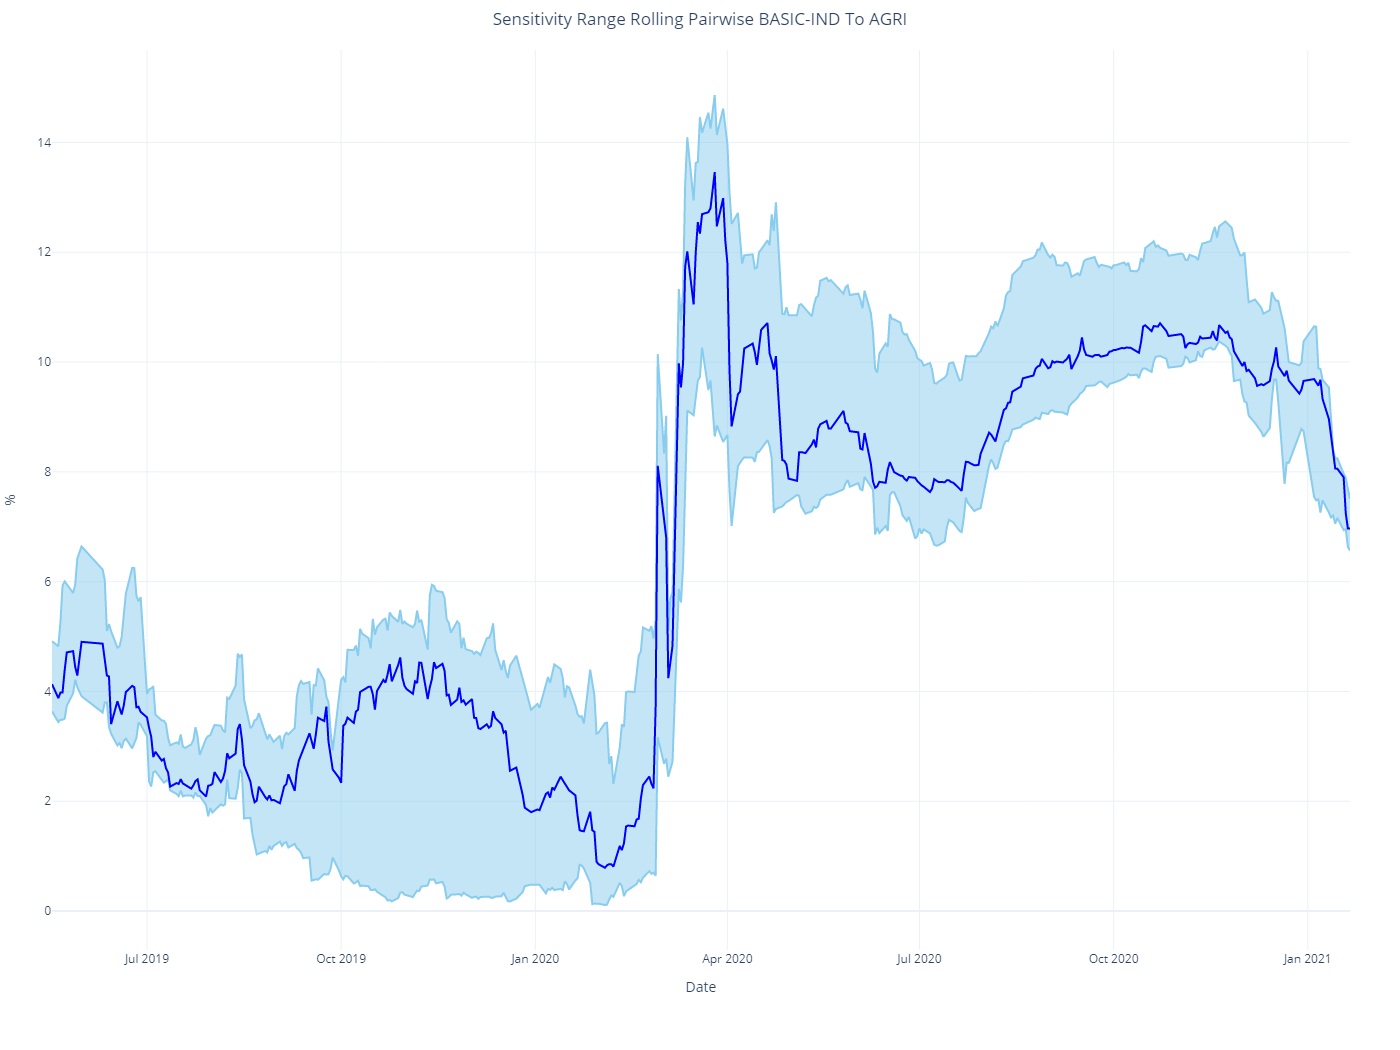 Sensitivity Range Rolling Pairwise BASIC-IND To AGRI
14
12
10
8
6
4
2
0
%
Jul 2019
Oct 2019
Jan 2020
Apr 2020
Jul 2020
Oct 2020
Jan 2021
Date